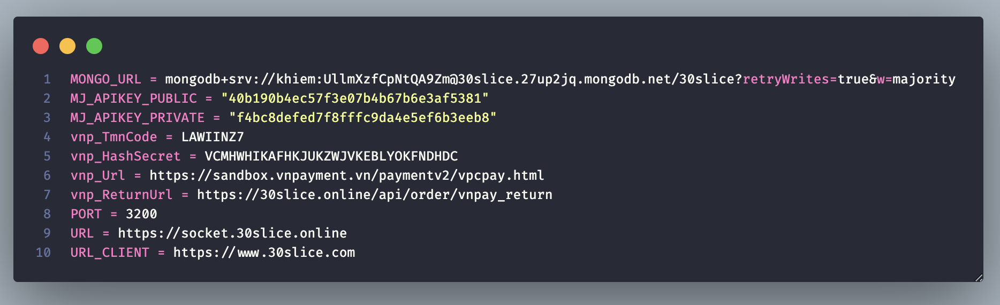 1 MONGO_URL = mongodb+srv://khiem:UllmXzfCpNtQA9Zm@30slice.27up2jq.mongodb.net/30slice?retryWrites=true&w=majority
2 MJ_APIKEY_PUBLIC = "40b190b4ec57f3e07b4b67b6e3af5381"
3 MJ_APIKEY_PRIVATE = "f4bc8defed7f8fffc9da4e5ef6b3eeb8"
4 vnp_TmnCode = LAWIINZ7
5 vnp_HashSecret = VCMHWHIKAFHKJUKZWJVKEBLYOKFNDHDC
6 vnp_Url = https://sandbox.vnpayment.vn/paymentv2/vpcpay.html
7 vnp_ReturnUrl = https://30slice.online/api/order/vnpay_return
8 PORT = 3200
9 URL = https://socket.30slice.online
10 URL_CLIENT = https://www.30slice.com